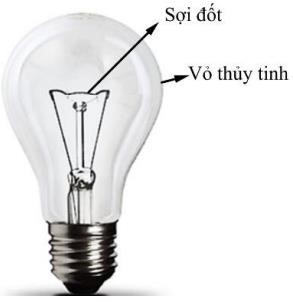 Sợi đốt
Vỏ thủy tinh